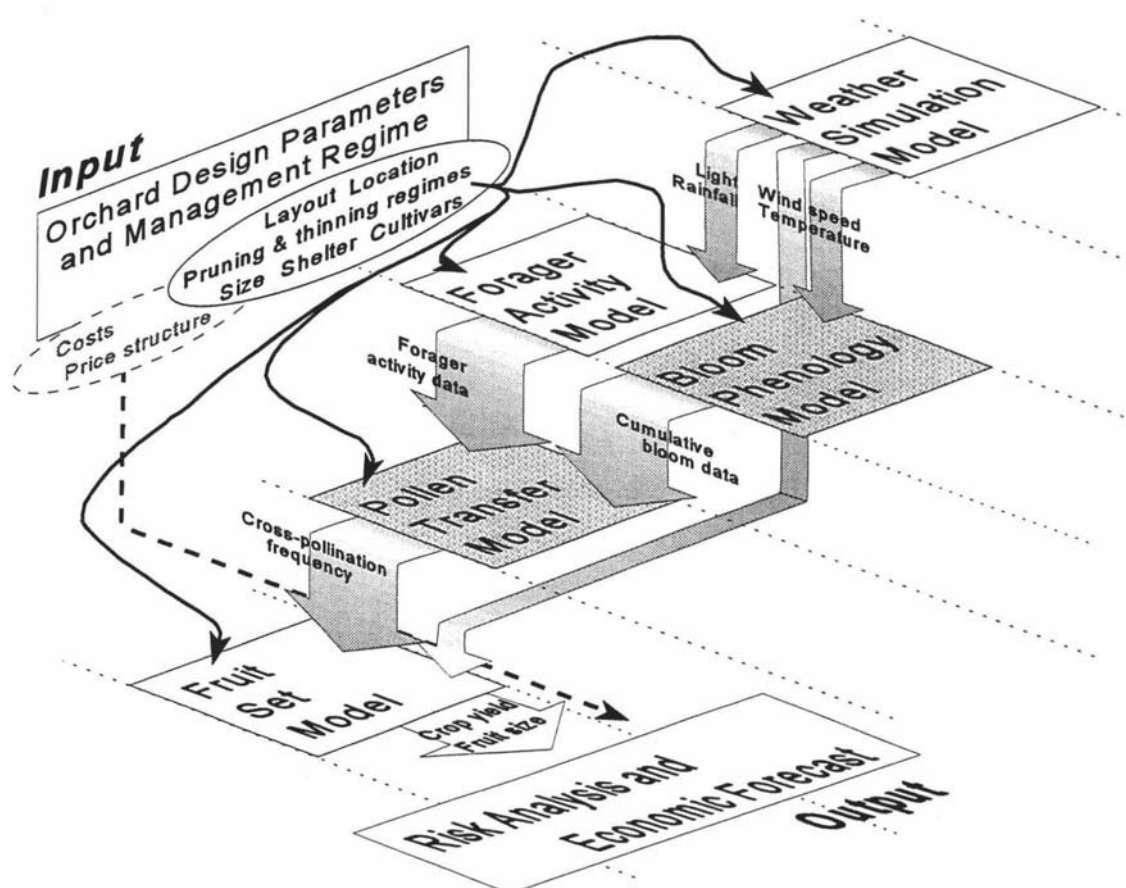 Input
Orchard Design Parameters
and Management Regime
Layout Location
Pruning & thinning regimes
Size Shelter Cultivars
Costs
Price structure
Weather
Simulation
Model
Light
Rainfall
Wind speed
Temperature
Forager
Activity
Model
Bloom
Phenology
Model
Forager
activity data
Cumulative
bloom data
Pollen
Transfer
Model
Cross-pollination
frequency
Fruit
Set
Model
Crop yield
Fruit size
Risk Analysis and
Economic Forecast
Output